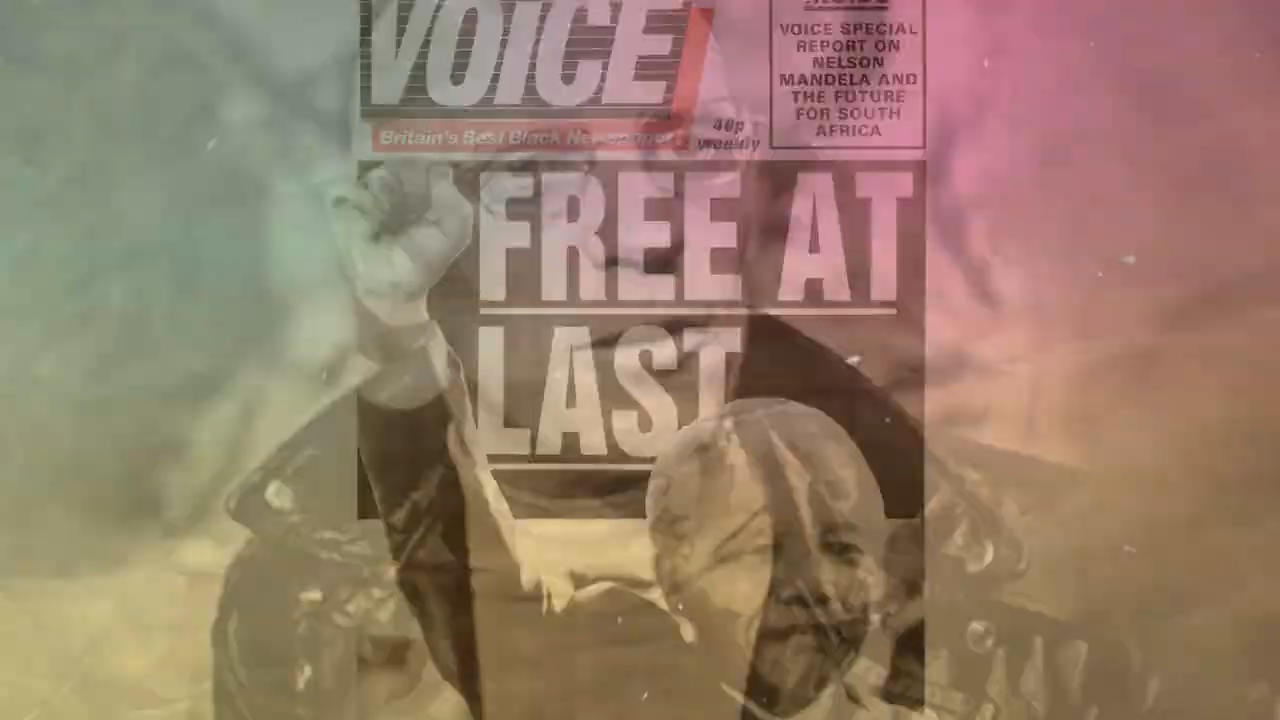 VOICE
Britain's Best Black Newspaper
40p
weekly
VOICE SPECIAL
REPORT ON
NELSON
MANDELA AND
THE FUTURE
FOR SOUTH
AFRICA
FREE AT
LAST